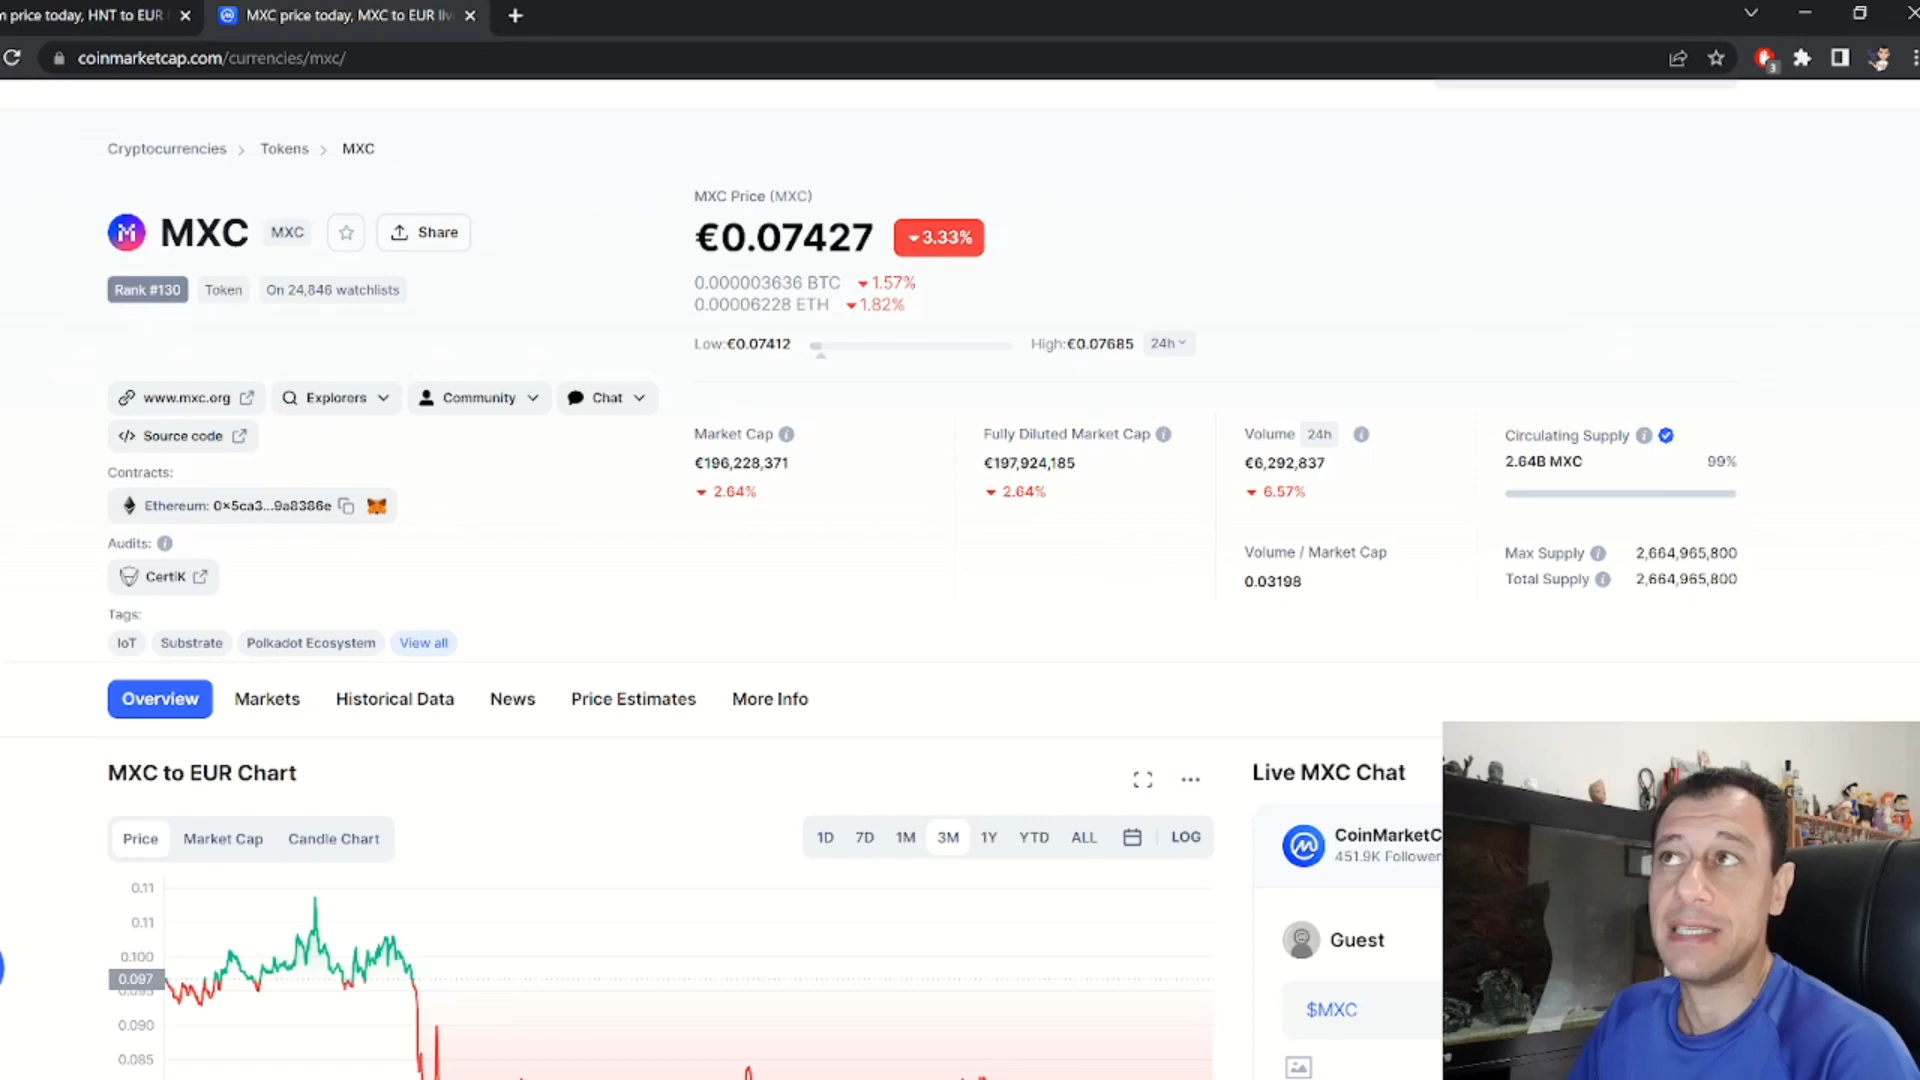 price today, HNT to EUR
MXC price today, MXC to EUR liv
coinmarketcap.com/currencies/mxc/
3
Cryptocurrencies > Tokens > MXC
MXC MXC Share
Rank #130 Token On 24,846 watchlists
MXC Price (MXC)
€0.07427 3.33%
0.000003636 BTC 1.57%
0.00006228 ETH 1.82%
Low:€0.07412 High:€0.07685 24h
www.mxc.org Explorers Community Chat
Source code
Contracts:
Ethereum: 0x5ca3...9a8386e
Audits:
CertiK
Tags:
IoT Substrate Polkadot Ecosystem View all
Market Cap
€196,228,371
2.64%
Fully Diluted Market Cap
€197,924,185
2.64%
Volume 24h
€6,292,837
6.57%
Volume / Market Cap
0.03198
Circulating Supply
2.64B MXC 99%
Max Supply 2,664,965,800
Total Supply 2,664,965,800
Overview Markets Historical Data News Price Estimates More Info
MXC to EUR Chart
Price Market Cap Candle Chart
1D 7D 1M 3M 1Y YTD ALL LOG
0.11
0.11
0.100
0.097
0.095
0.090
0.085
Live MXC Chat
CoinMarketC
451.9K Follower
Guest
$MXC